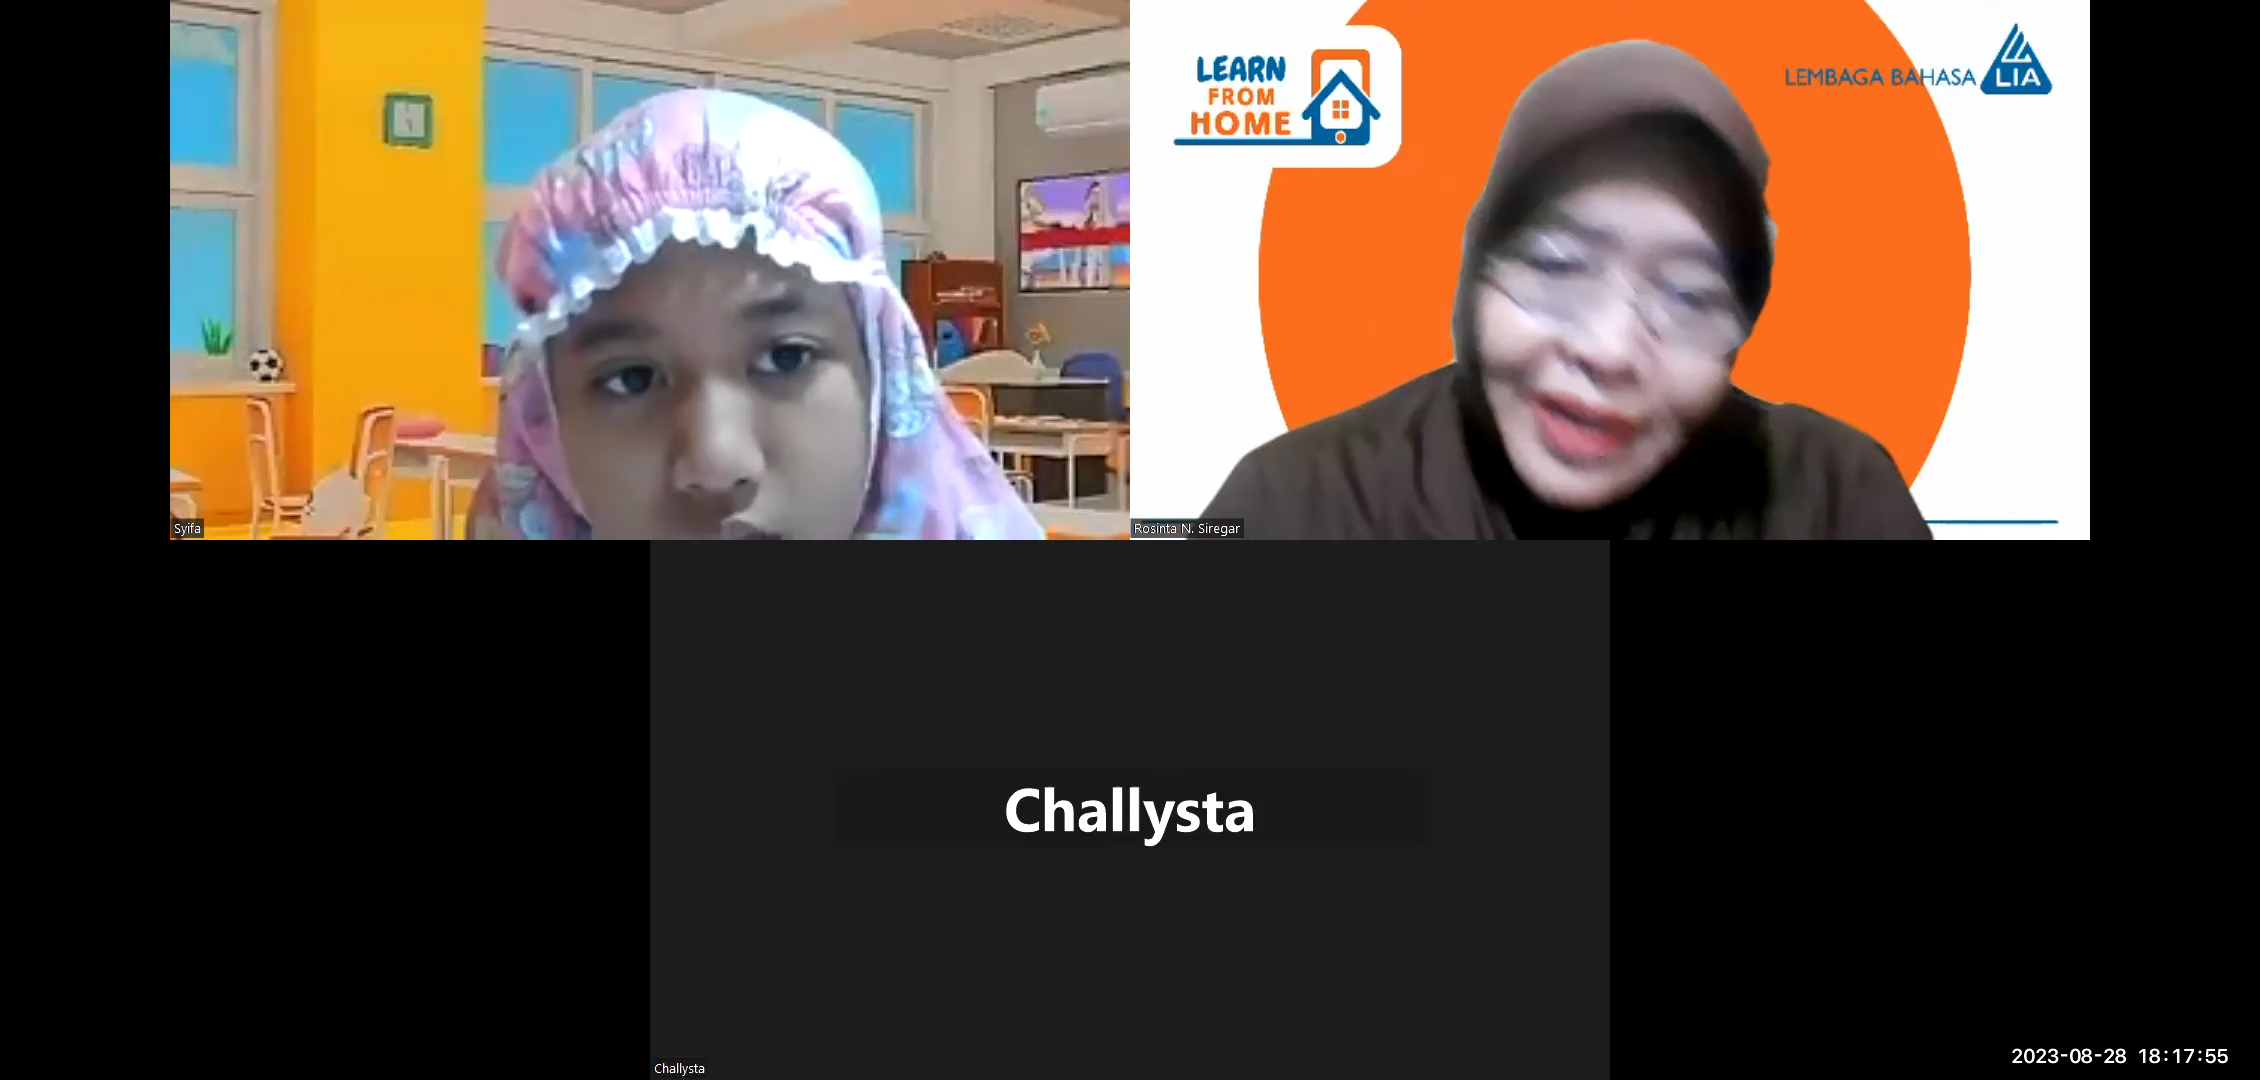 LEARN
FROM
HOME
LEMBAGA BAHASA LIA
Syifa
Rosinta N. Siregar
Challysta
Challysta
2023-08-28 18:17:55